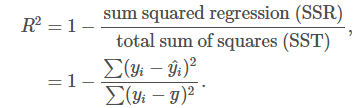 R² = 1 − sum squared regression (SSR) / total sum of squares (SST),
= 1 − ∑(yᵢ − ŷᵢ)² / ∑(yᵢ − ȳ)².